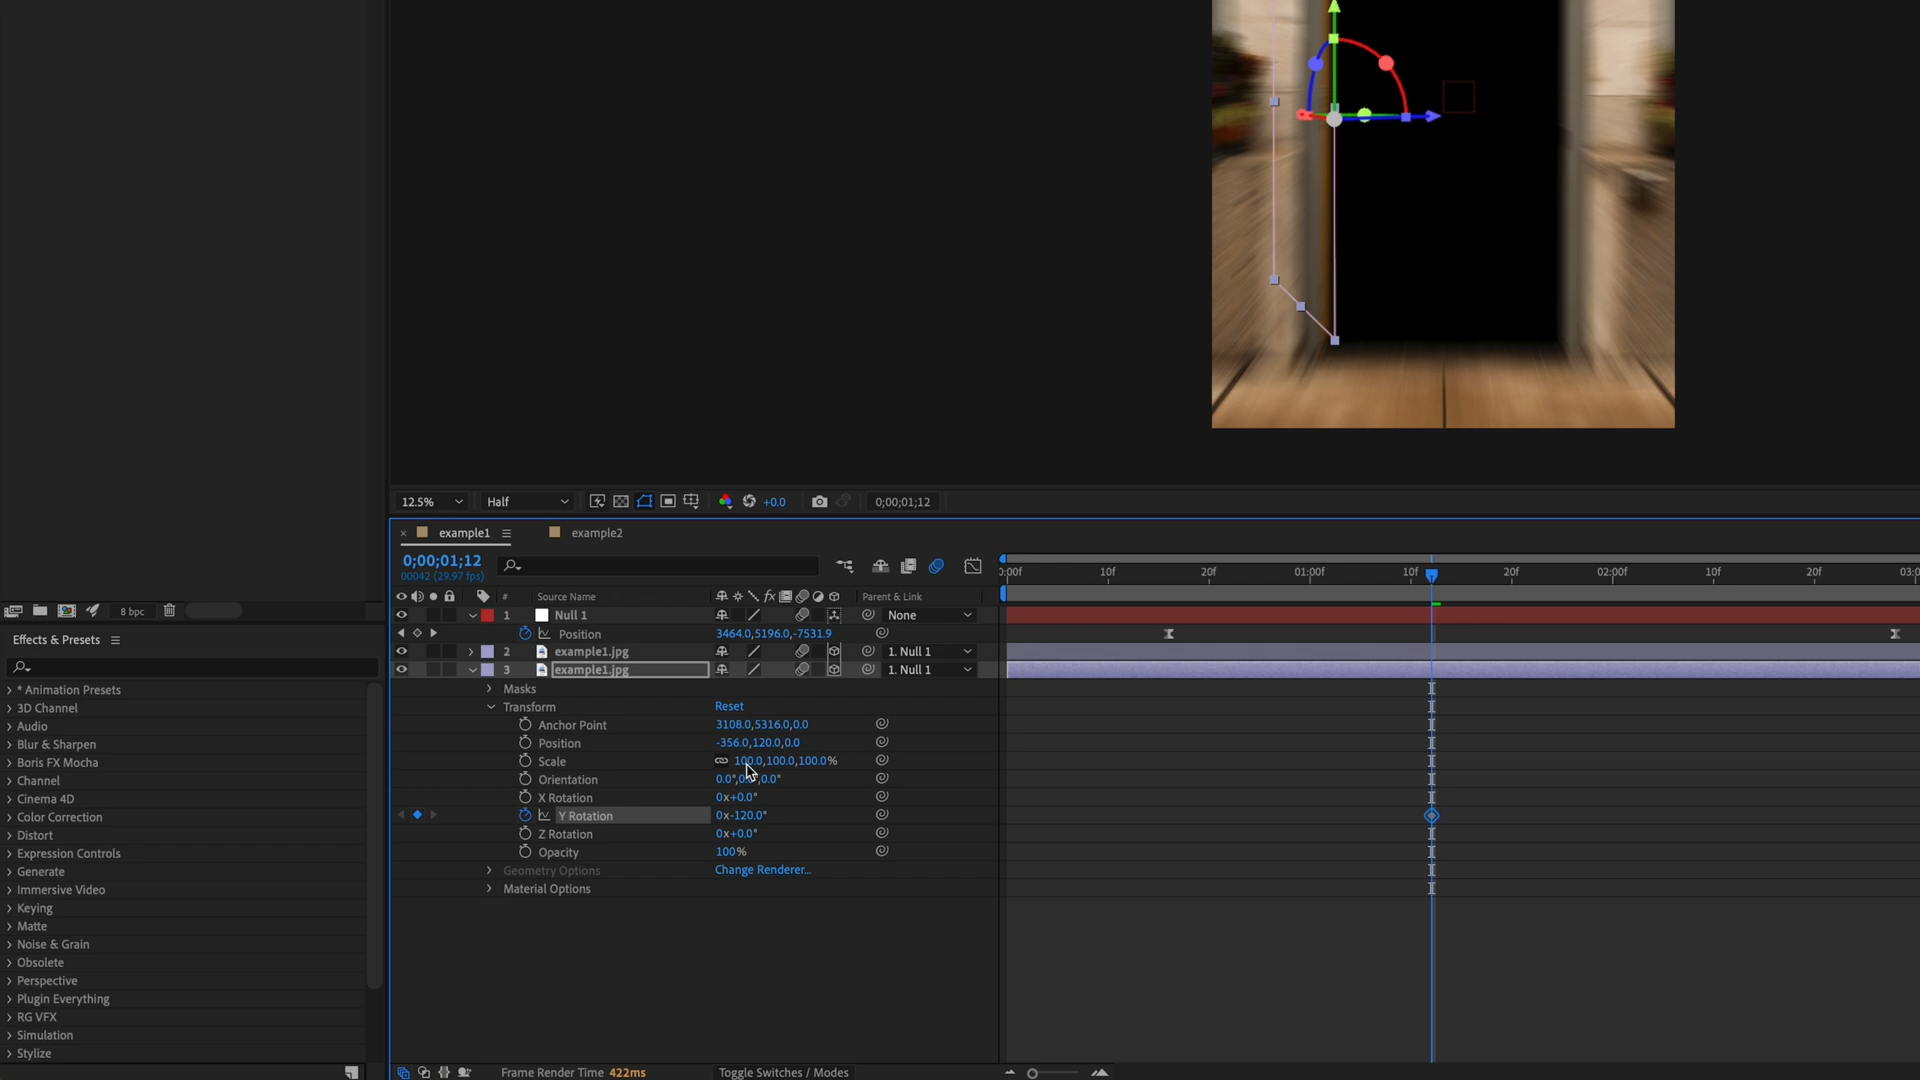 12.5%
Half
+0.0
0;00;01;12
example1
example2
0;00;01;12
00042 (29.97 fps)
0:00f
10f
20f
01:00f
10f
20f
02:00f
10f
20f
03:0
8 bpc
# Source Name
Parent & Link
1 Null 1
None
Position
3464.0,5196.0,-7531.9
2 example1.jpg
1. Null 1
3 example1.jpg
1. Null 1
Masks
Transform
Reset
Anchor Point
3108.0,5316.0,0.0
Position
-356.0,120.0,0.0
Scale
100.0,100.0,100.0%
Orientation
X Rotation
0x+0.0°
Y Rotation
0x-120.0°
Z Rotation
0x+0.0°
Opacity
100%
Geometry Options
Change Renderer...
Material Options
Effects & Presets
* Animation Presets
3D Channel
Audio
Blur & Sharpen
Boris FX Mocha
Channel
Cinema 4D
Color Correction
Distort
Expression Controls
Generate
Immersive Video
Keying
Matte
Noise & Grain
Obsolete
Perspective
Plugin Everything
RG VFX
Simulation
Stylize
Frame Render Time 422ms
Toggle Switches / Modes